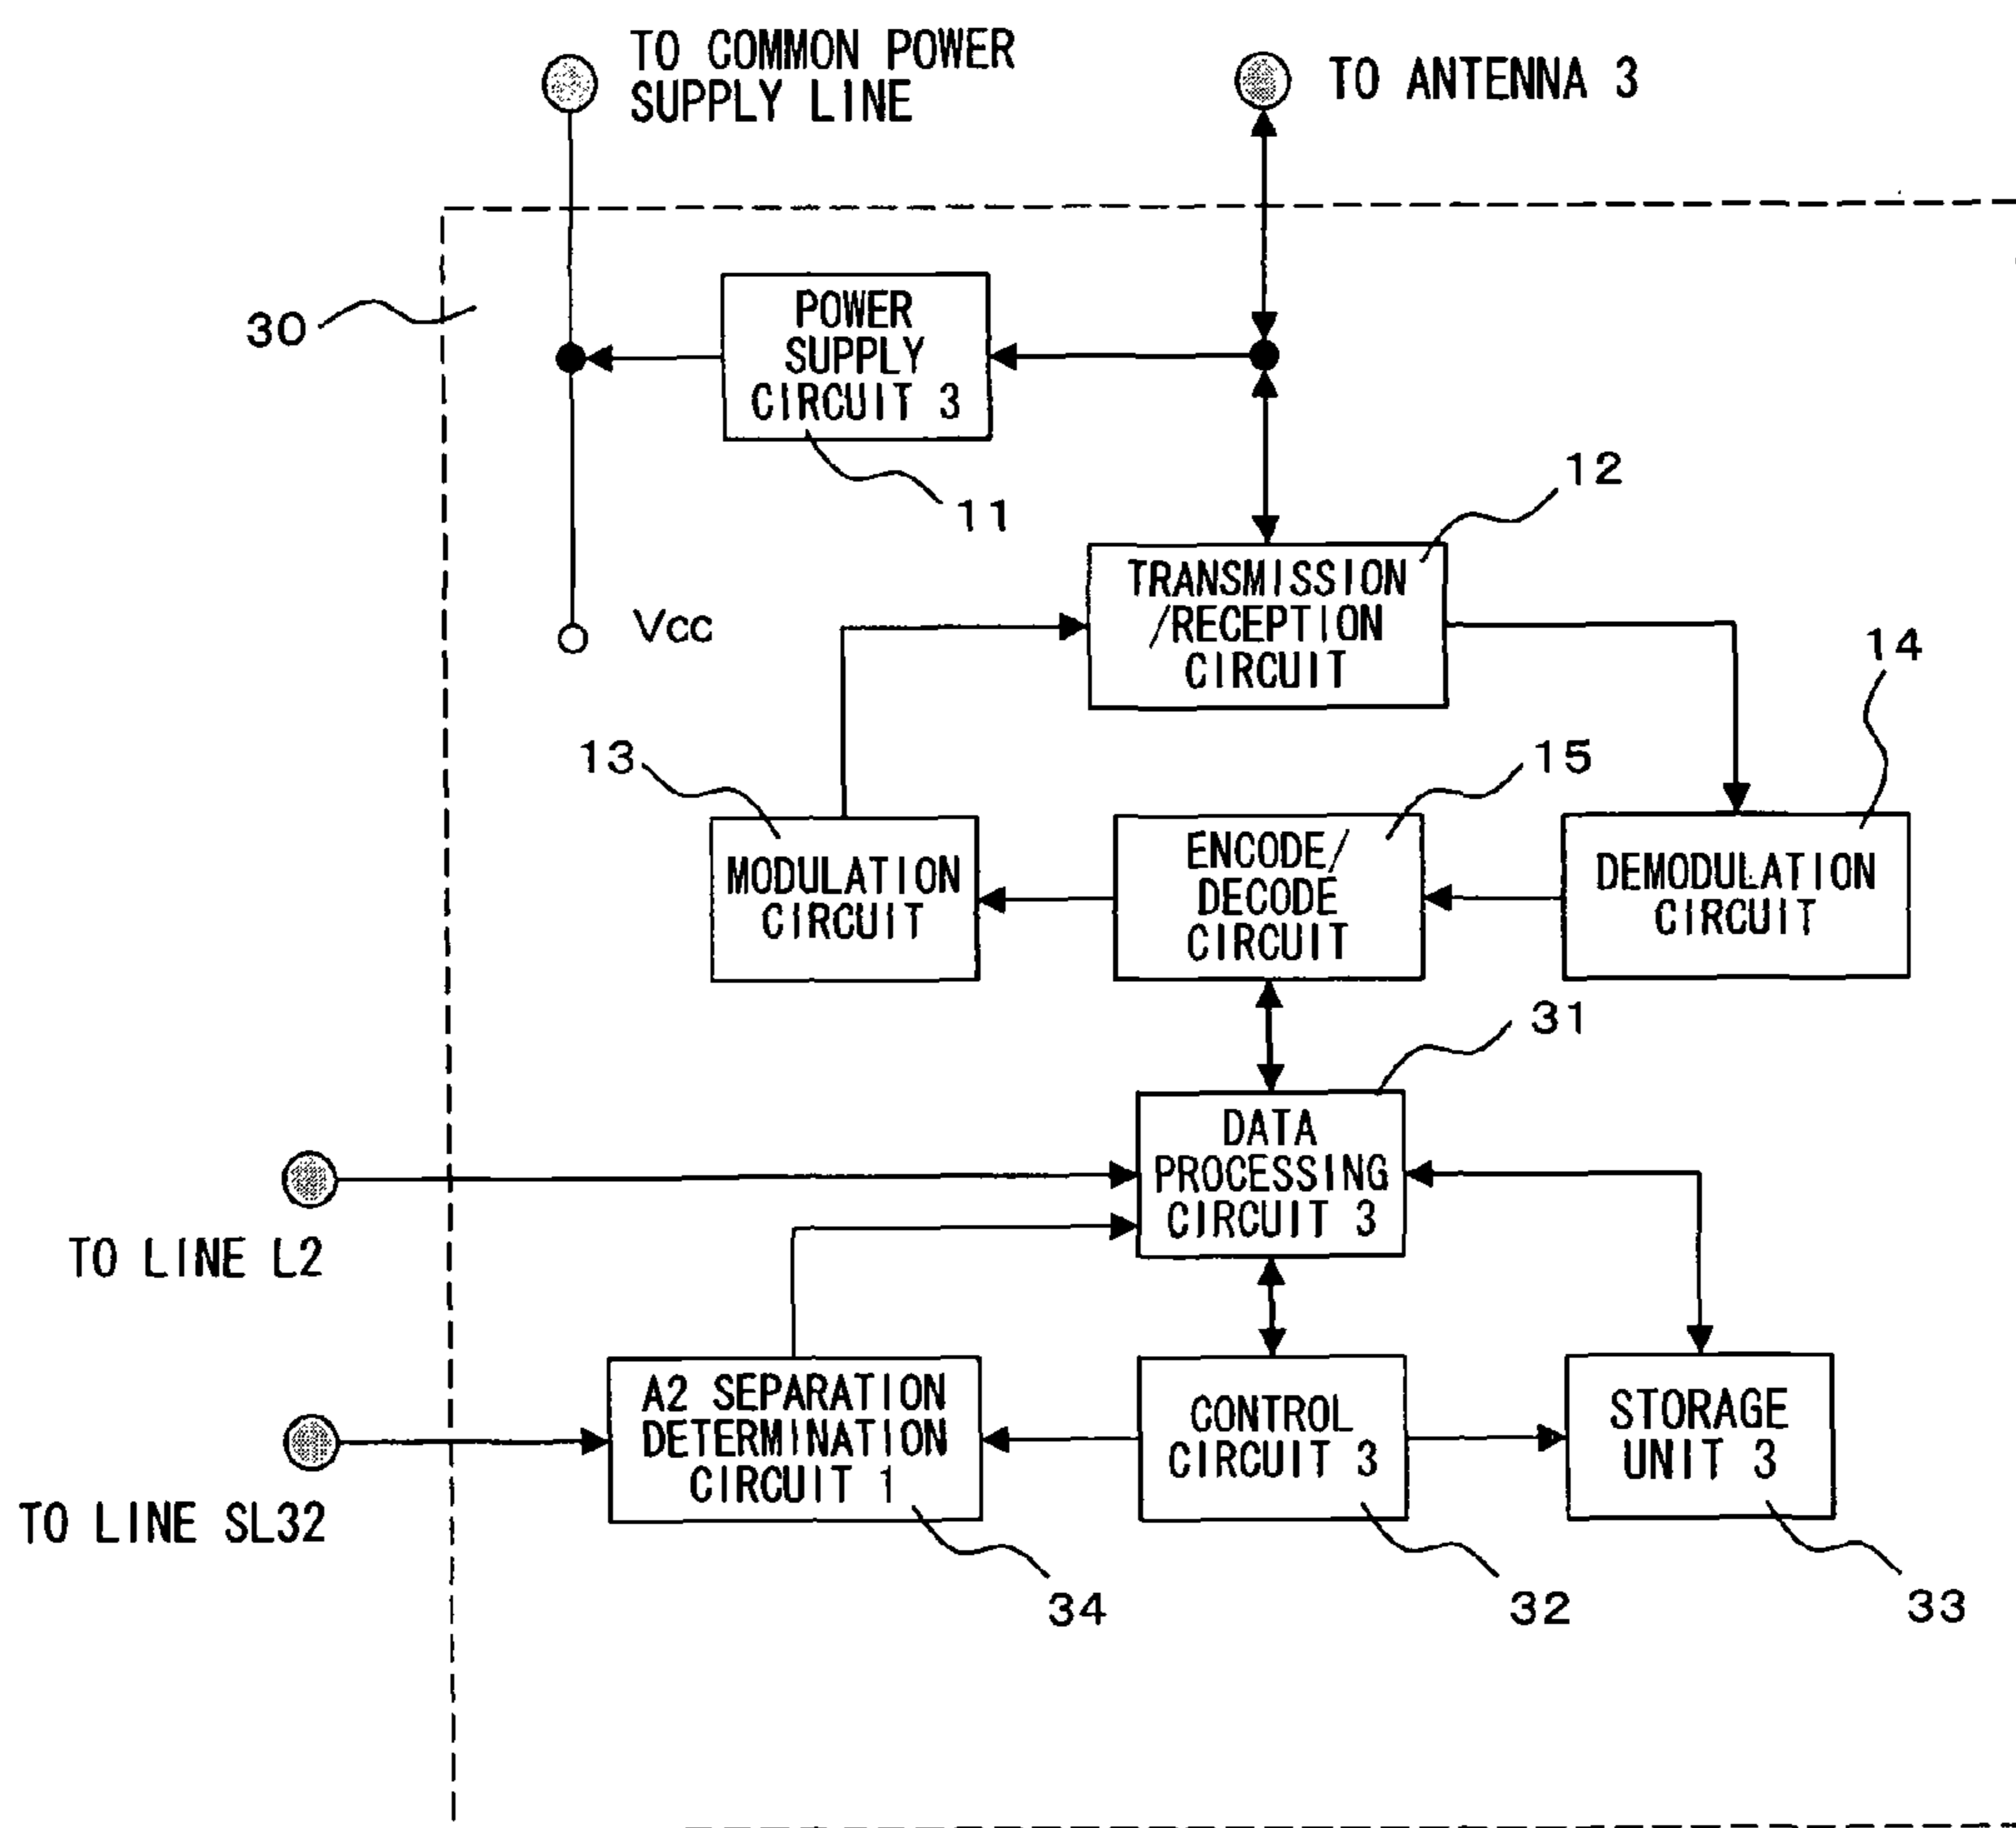 TO COMMON POWER
SUPPLY LINE
TO ANTENNA 3
30
POWER
SUPPLY
CIRCUIT 3
11
12
TRANSMISSION
/RECEPTION
CIRCUIT
Vcc
14
13
15
MODULATION
CIRCUIT
ENCODE/
DECODE
CIRCUIT
DEMODULATION
CIRCUIT
31
DATA
PROCESSING
CIRCUIT 3
TO LINE L2
A2 SEPARATION
DETERMINATION
CIRCUIT 1
CONTROL
CIRCUIT 3
STORAGE
UNIT 3
TO LINE SL32
34
32
33